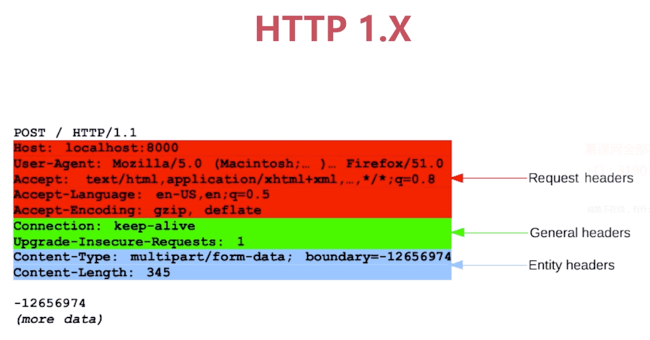 HTTP 1.X
POST / HTTP/1.1
Host: localhost:8000
User-Agent: Mozilla/5.0 (Macintosh;… )… Firefox/51.0
Accept: text/html,application/xhtml+xml,…,*/*;q=0.8
Accept-Language: en-US,en;q=0.5
Accept-Encoding: gzip, deflate
Request headers
Connection: keep-alive
Upgrade-Insecure-Requests: 1
General headers
Content-Type: multipart/form-data; boundary=-12656974
Content-Length: 345
Entity headers
-12656974
(more data)